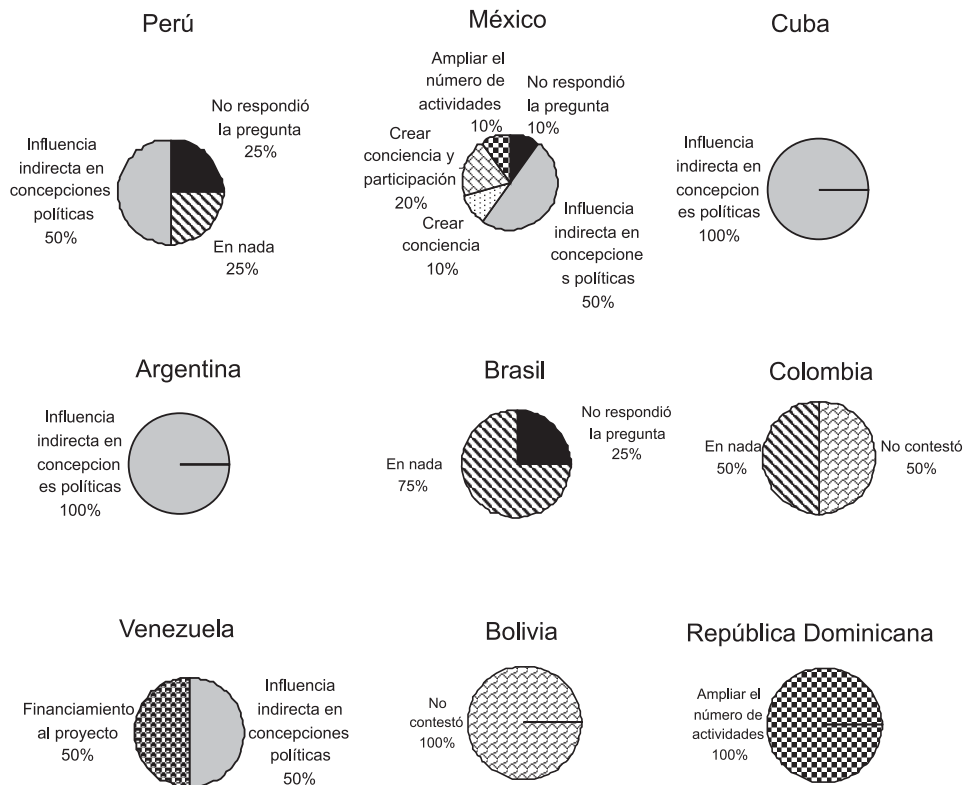 Perú
No respondió
la pregunta
25%
Influencia
indirecta en
concepciones
políticas
50%
En nada
25%
México
Ampliar el
número de
actividades
10%
No respondió
la pregunta
10%
Crear
conciencia y
participación
20%
Crear
conciencia
10%
Influencia
indirecta en
concepcione
s políticas
50%
Cuba
Influencia
indirecta en
concepcion
es políticas
100%
Argentina
Influencia
indirecta en
concepcion
es políticas
100%
Brasil
No respondió
la pregunta
25%
En nada
75%
Colombia
En nada
50%
No contestó
50%
Venezuela
Financiamiento
al proyecto
50%
Influencia
indirecta en
concepciones
políticas
50%
Bolivia
No
contestó
100%
República Dominicana
Ampliar el
número de
actividades
100%